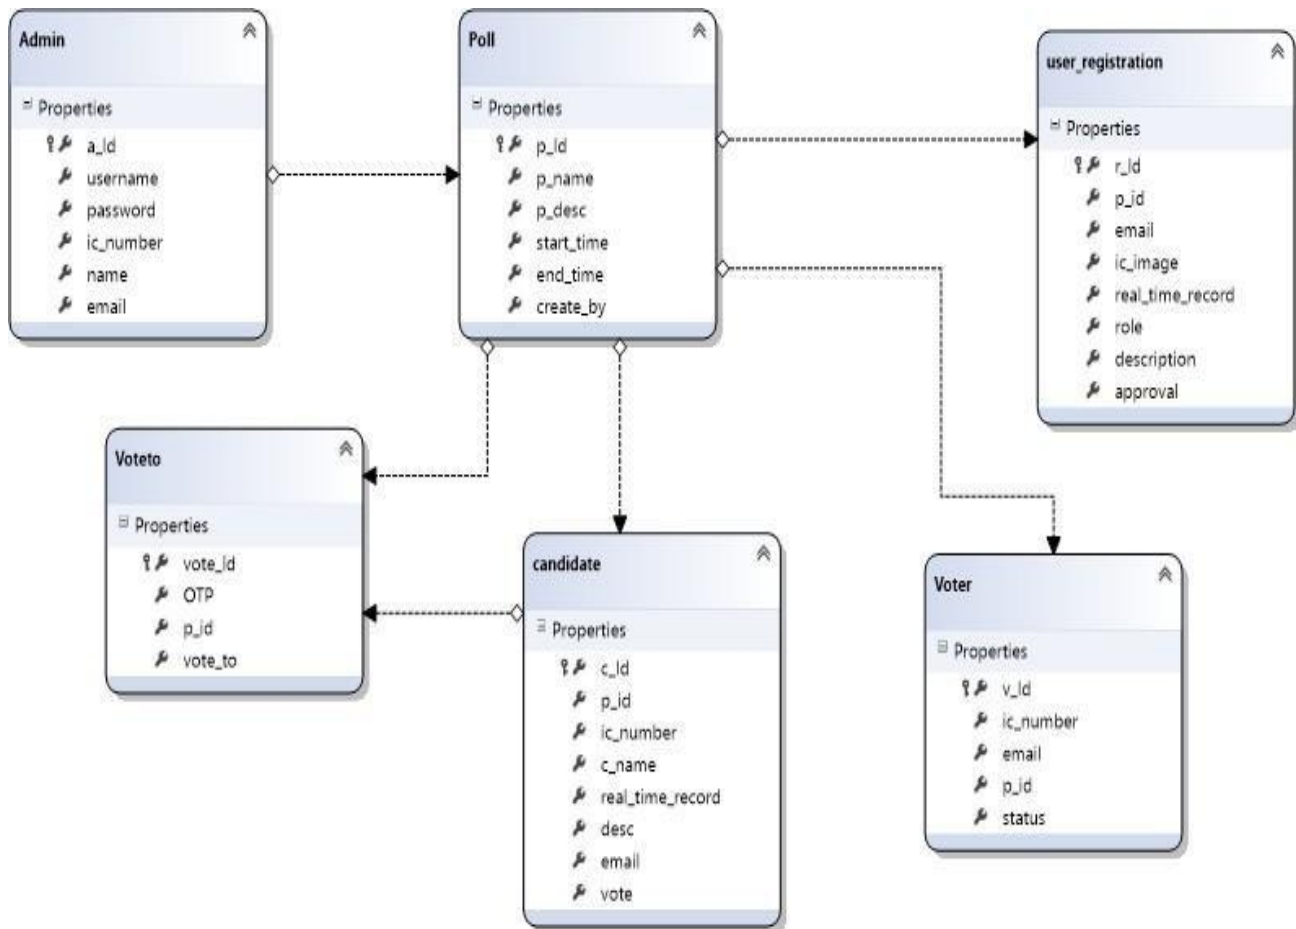 Admin
Properties
a_Id
username
password
ic_number
name
email
Poll
Properties
p_Id
p_name
p_desc
start_time
end_time
create_by
user_registration
Properties
r_Id
p_id
email
ic_image
real_time_record
role
description
approval
Voteto
Properties
vote_Id
OTP
p_id
vote_to
candidate
Properties
c_Id
p_id
ic_number
c_name
real_time_record
desc
email
vote
Voter
Properties
v_Id
ic_number
email
p_id
status